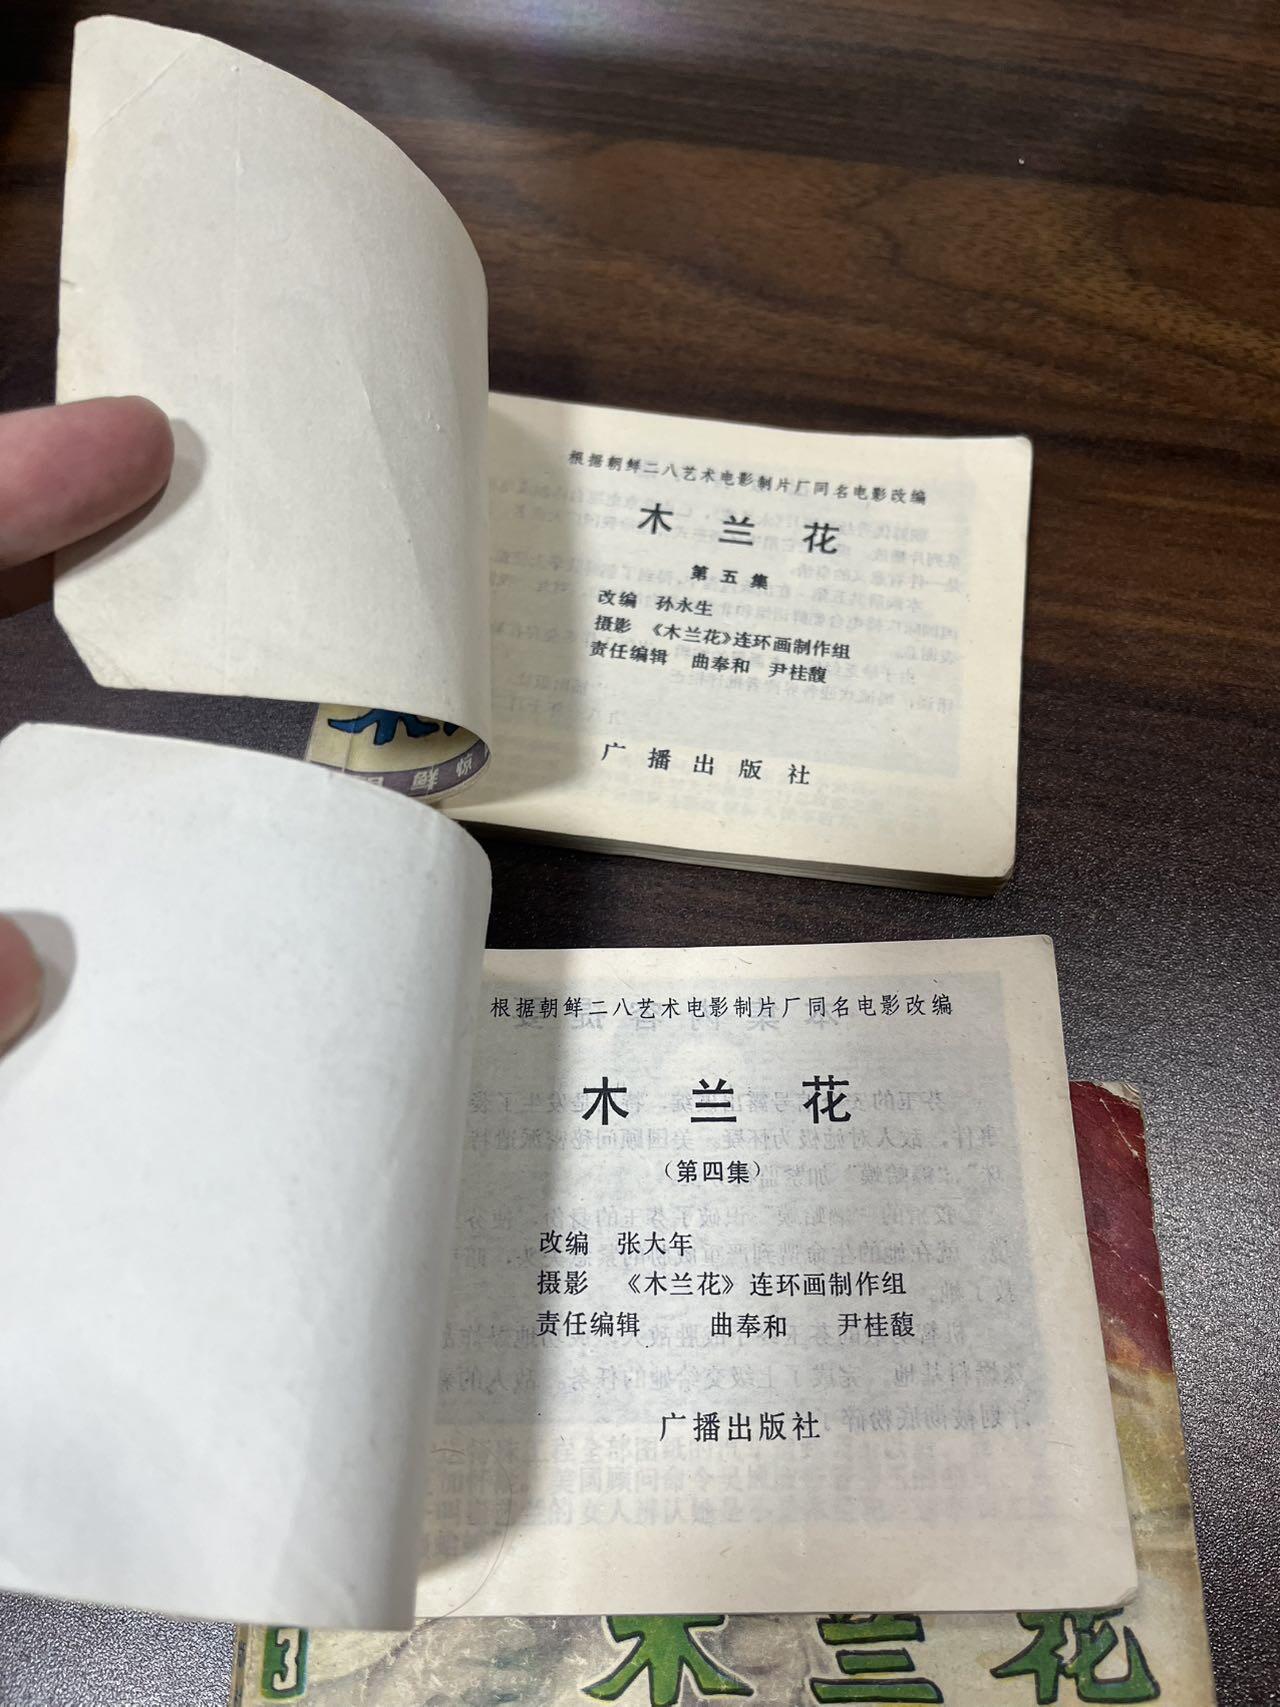 根据朝鲜二八艺术电影制片厂同名电影改编
木兰花
第五集
改编 孙永生
摄影 《木兰花》连环画制作组
责任编辑 曲奉和 尹桂馥
广播出版社
根据朝鲜二八艺术电影制片厂同名电影改编
木兰花
（第四集）
改编 张大年
摄影 《木兰花》连环画制作组
责任编辑 曲奉和 尹桂馥
广播出版社
3 木兰花